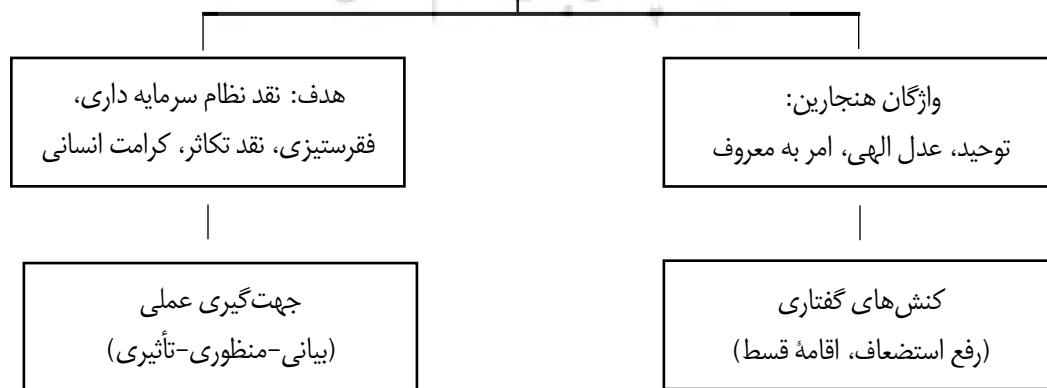 واژگان هنجارین:
توحید، عدل الهی، امر به معروف
هدف: نقد نظام سرمایه داری،
فقرستیزی، نقد تکاثر، کرامت انسانی
کنش‌های گفتاری
(رفع استضعاف، اقامهٔ قسط)
جهت‌گیری عملی
(بیانی-منظوری-تأثیری)